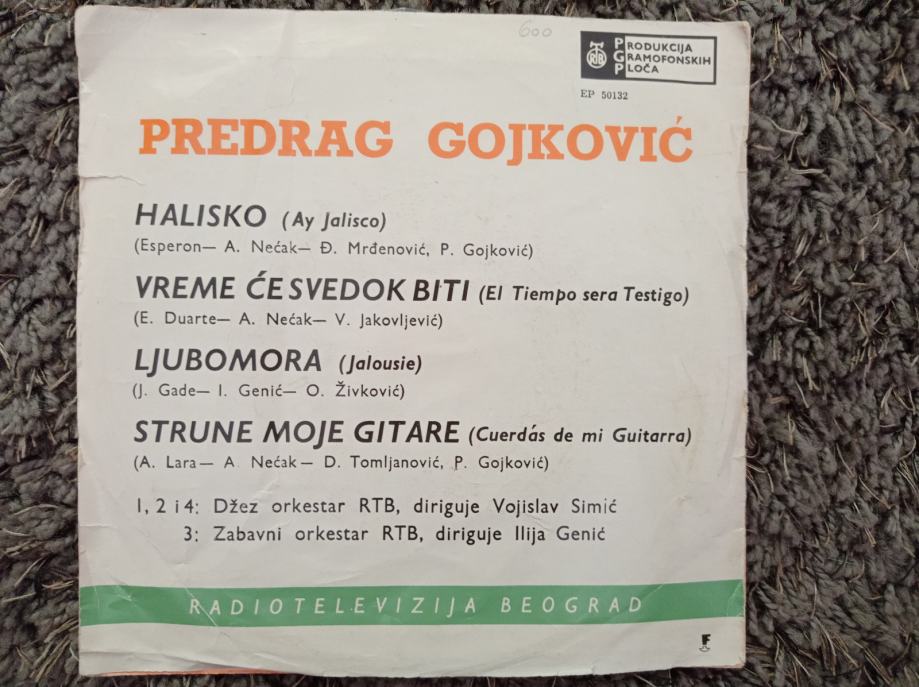 600
RTB
PGP
PRODUKCIJA
GRAMOFONSKIH
PLOČA
EP 50132
PREDRAG GOJKOVIĆ
HALISKO (Ay Jalisco)
(Esperon— A. Nećak— Đ. Mrđenović, P. Gojković)
VREME ĆE SVEDOK BITI (El Tiempo sera Testigo)
(E. Duarte— A. Nećak— V. Jakovljević)
LJUBOMORA (Jalousie)
(J. Gade— I. Genić— O. Živković)
STRUNE MOJE GITARE (Cuerdás de mi Guitarra)
(A. Lara— A Nećak— D. Tomljanović, P. Gojković)
1, 2 i 4: Džez orkestar RTB, diriguje Vojislav Simić
3: Zabavni orkestar RTB, diriguje Ilija Genić
RADIOTELEVIZIJA BEOGRAD
F